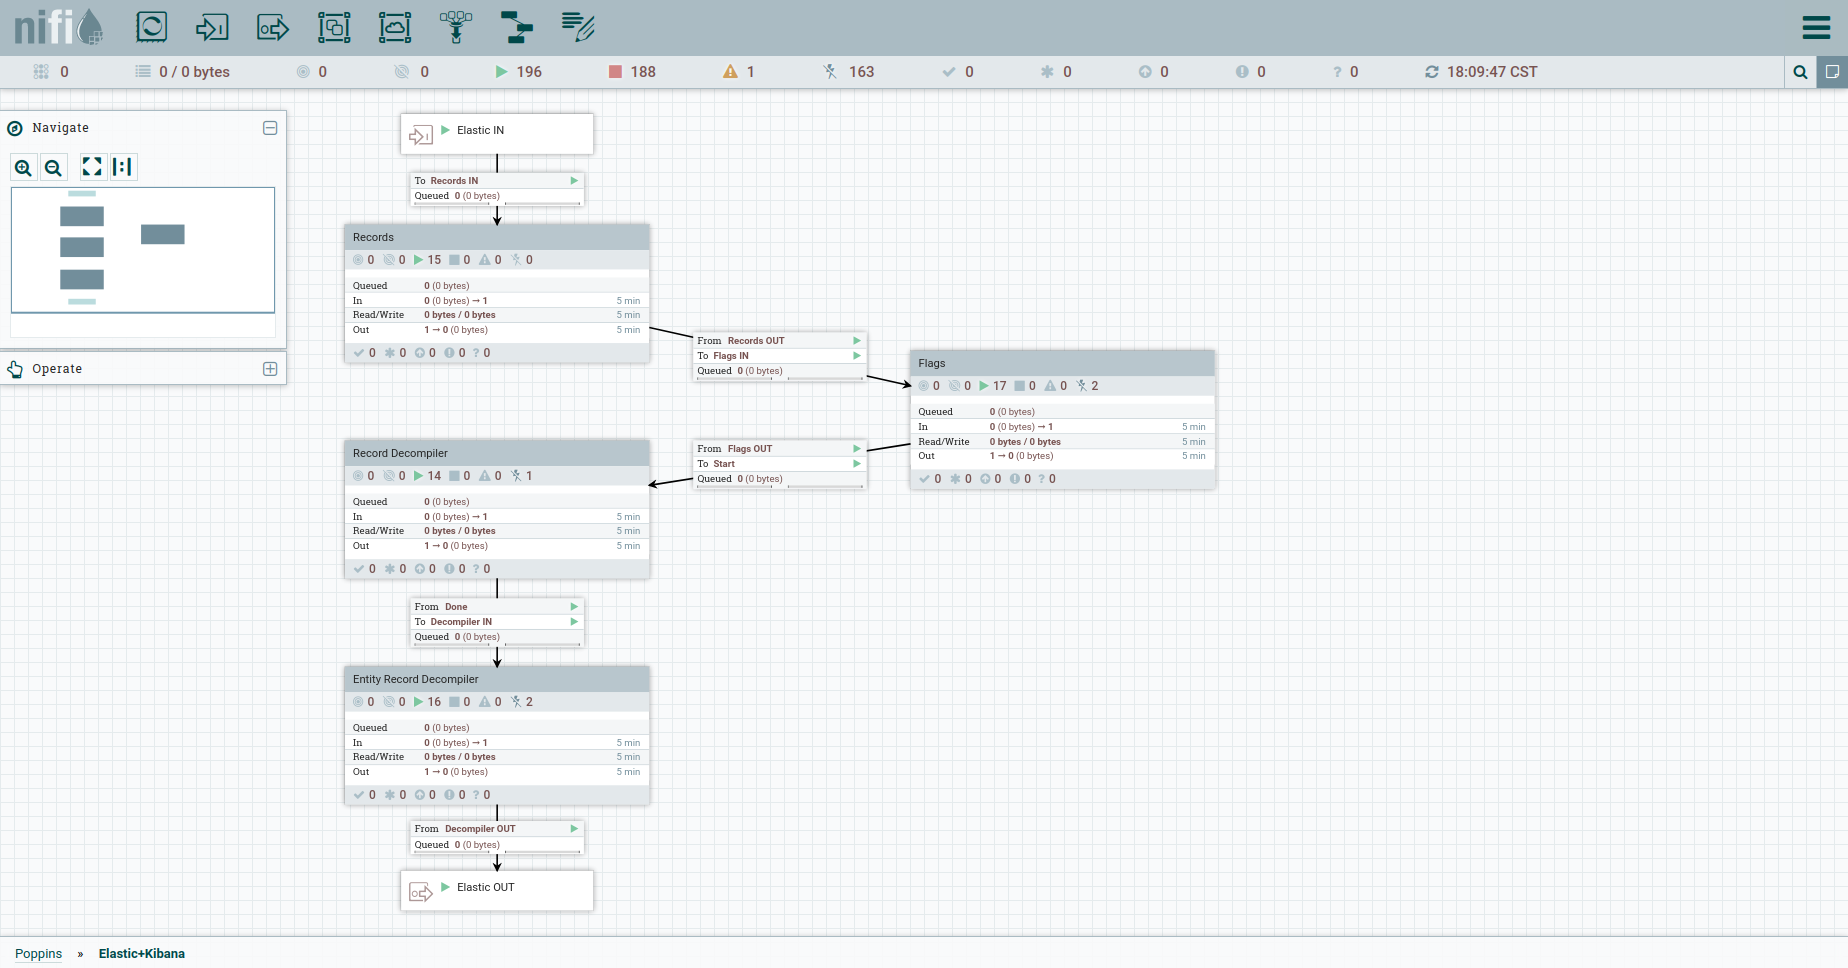 nifi
0
0 / 0 bytes
0
0
196
188
1
163
0
0
0
0
? 0
18:09:47 CST
Navigate
Operate
Elastic IN
To Records IN
Queued 0 (0 bytes)
Records
0 0 15 0 0 0
Queued 0 (0 bytes)
In 0 (0 bytes) → 1 5 min
Read/Write 0 bytes / 0 bytes 5 min
Out 1 → 0 (0 bytes) 5 min
0 0 0 0 ? 0
From Records OUT
To Flags IN
Queued 0 (0 bytes)
Flags
0 0 17 0 0 2
Queued 0 (0 bytes)
In 0 (0 bytes) → 1 5 min
Read/Write 0 bytes / 0 bytes 5 min
Out 1 → 0 (0 bytes) 5 min
0 0 0 0 ? 0
From Flags OUT
To Start
Queued 0 (0 bytes)
Record Decompiler
0 0 14 0 0 1
Queued 0 (0 bytes)
In 0 (0 bytes) → 1 5 min
Read/Write 0 bytes / 0 bytes 5 min
Out 1 → 0 (0 bytes) 5 min
0 0 0 0 ? 0
From Done
To Decompiler IN
Queued 0 (0 bytes)
Entity Record Decompiler
0 0 16 0 0 2
Queued 0 (0 bytes)
In 0 (0 bytes) → 1 5 min
Read/Write 0 bytes / 0 bytes 5 min
Out 1 → 0 (0 bytes) 5 min
0 0 0 0 ? 0
From Decompiler OUT
Queued 0 (0 bytes)
Elastic OUT
Poppins » Elastic+Kibana